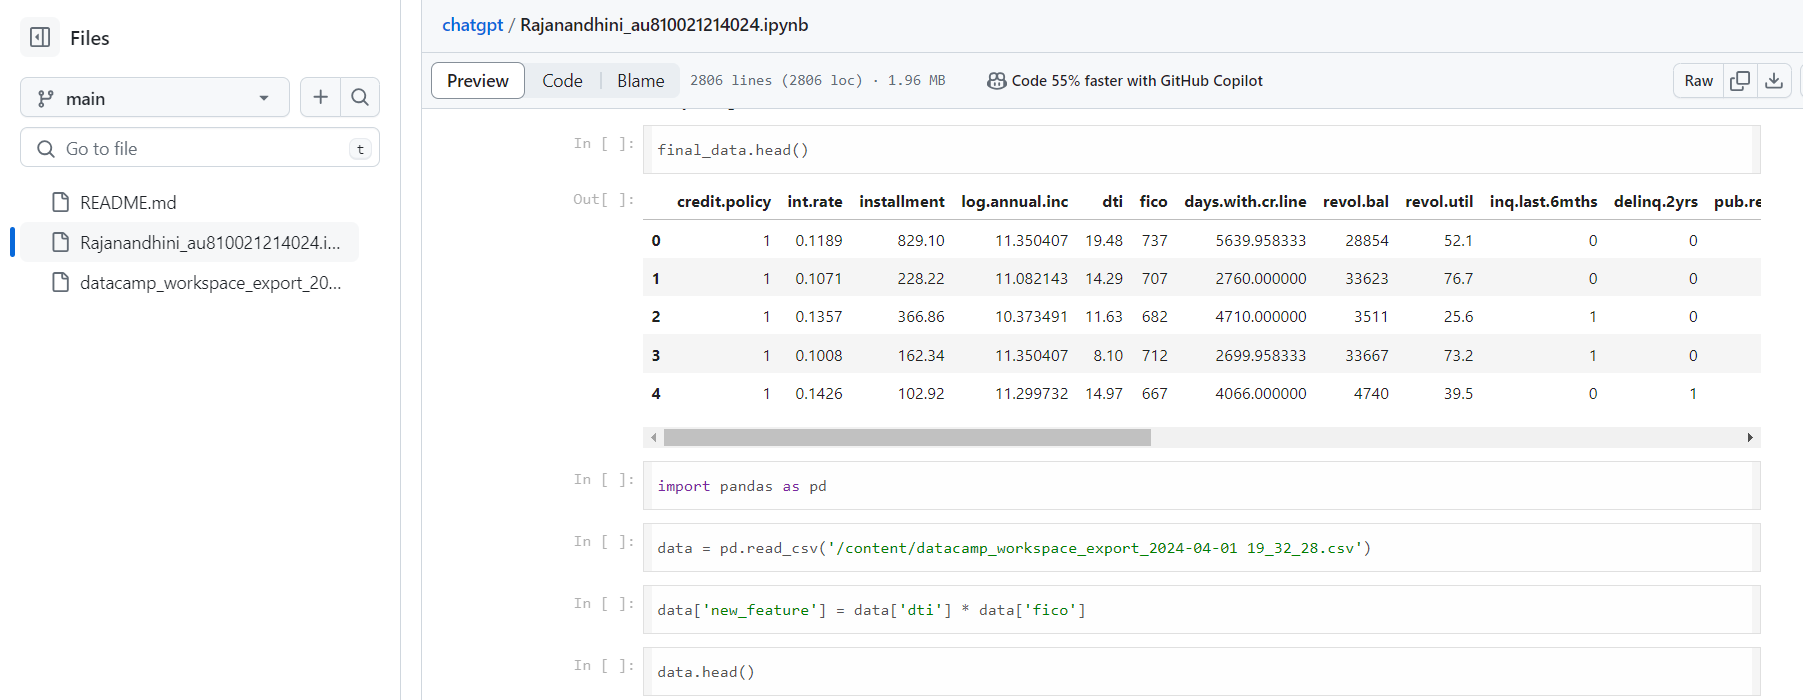 Files
main
Go to file
t
README.md
Rajanandhini_au810021214024.i...
datacamp_workspace_export_20...
chatgpt / Rajanandhini_au810021214024.ipynb
Preview Code Blame 2806 lines (2806 loc) · 1.96 MB Code 55% faster with GitHub Copilot Raw
In [ ]: final_data.head()
Out[ ]: credit.policy int.rate installment log.annual.inc dti fico days.with.cr.line revol.bal revol.util inq.last.6mths delinq.2yrs pub.re
0 1 0.1189 829.10 11.350407 19.48 737 5639.958333 28854 52.1 0 0
1 1 0.1071 228.22 11.082143 14.29 707 2760.000000 33623 76.7 0 0
2 1 0.1357 366.86 10.373491 11.63 682 4710.000000 3511 25.6 1 0
3 1 0.1008 162.34 11.350407 8.10 712 2699.958333 33667 73.2 1 0
4 1 0.1426 102.92 11.299732 14.97 667 4066.000000 4740 39.5 0 1
In [ ]: import pandas as pd
In [ ]: data = pd.read_csv('/content/datacamp_workspace_export_2024-04-01 19_32_28.csv')
In [ ]: data['new_feature'] = data['dti'] * data['fico']
In [ ]: data.head()